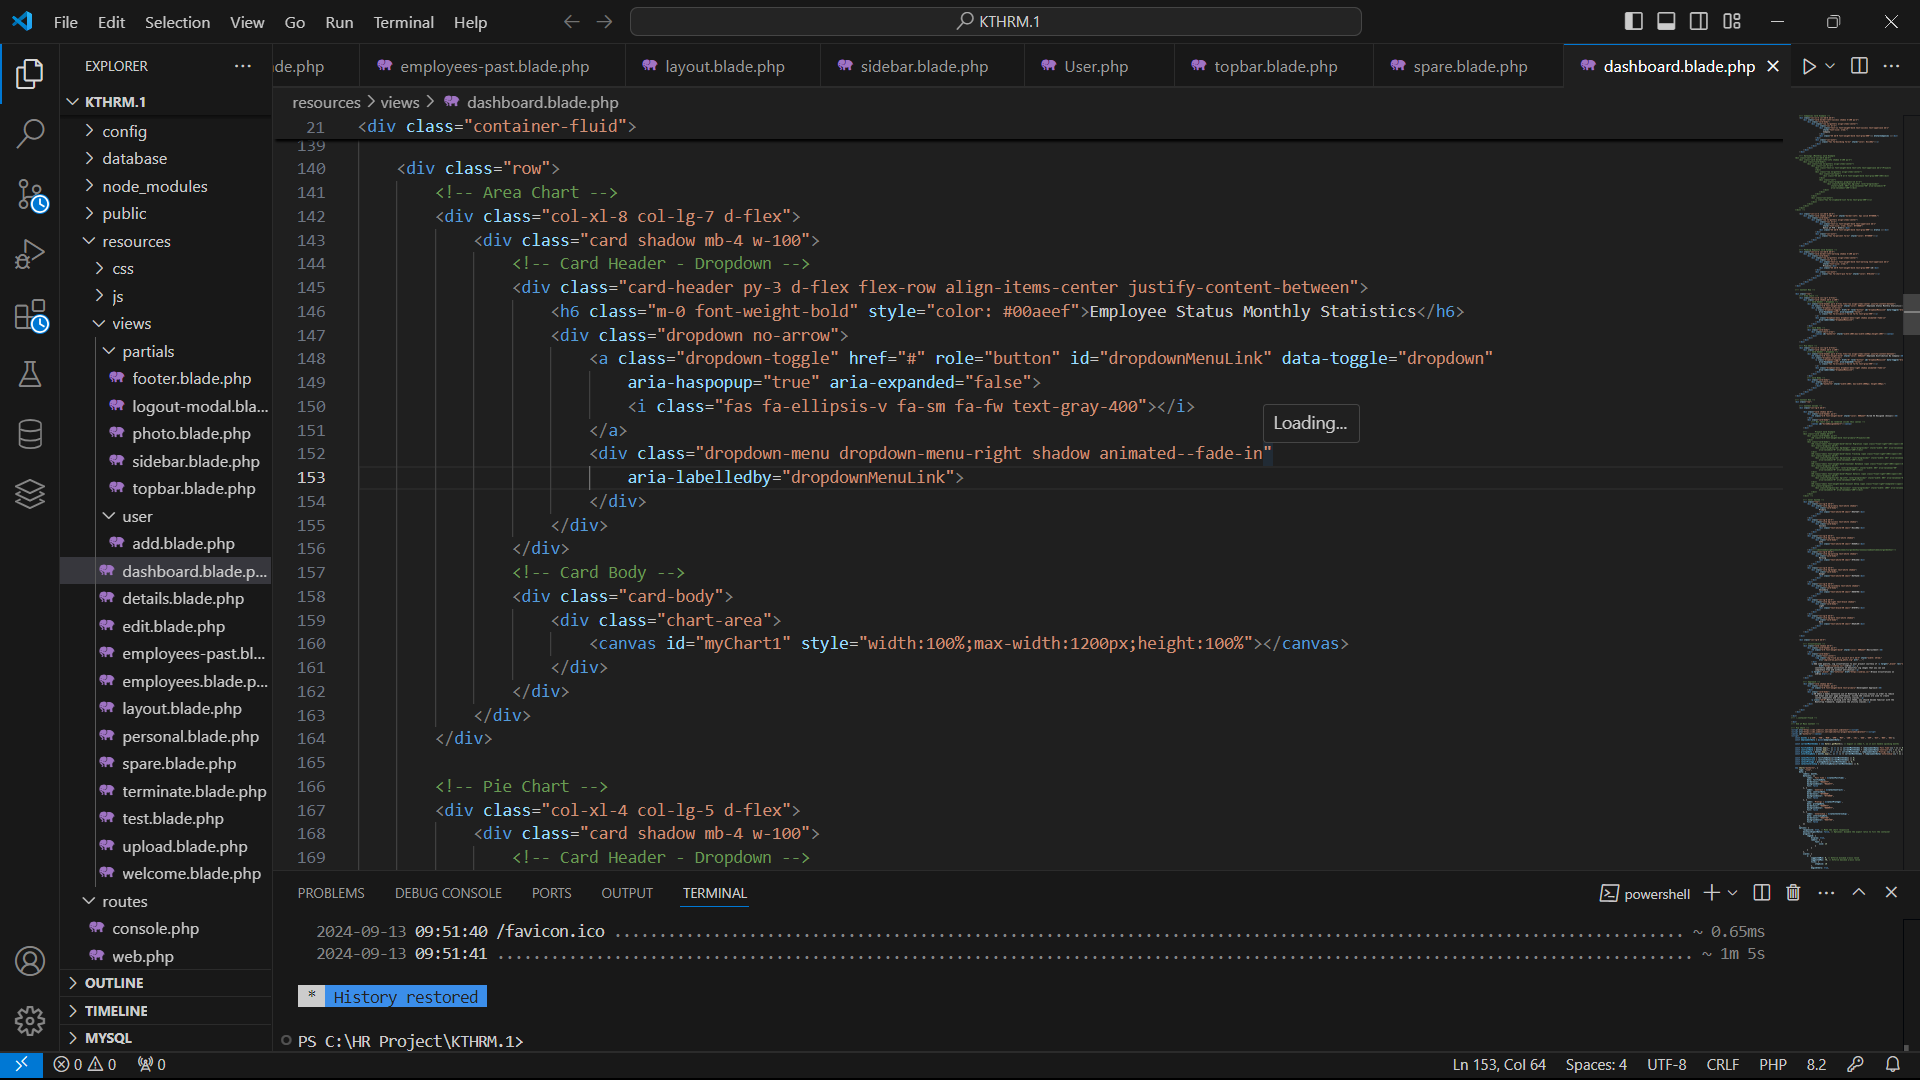 File Edit Selection View Go Run Terminal Help
KTHRM.1
EXPLORER
de.php employees-past.blade.php layout.blade.php sidebar.blade.php User.php topbar.blade.php spare.blade.php dashboard.blade.php
KTHRM.1
config
database
node_modules
public
resources
css
js
views
partials
footer.blade.php
logout-modal.bla...
photo.blade.php
sidebar.blade.php
topbar.blade.php
user
add.blade.php
dashboard.blade.p...
details.blade.php
edit.blade.php
employees-past.bl...
employees.blade.p...
layout.blade.php
personal.blade.php
spare.blade.php
terminate.blade.php
test.blade.php
upload.blade.php
welcome.blade.php
routes
console.php
web.php
OUTLINE
TIMELINE
MYSQL
resources > views > dashboard.blade.php
21 <div class="container-fluid">
139
140 <div class="row">
141 <!-- Area Chart -->
142 <div class="col-xl-8 col-lg-7 d-flex">
143 <div class="card shadow mb-4 w-100">
144 <!-- Card Header - Dropdown -->
145 <div class="card-header py-3 d-flex flex-row align-items-center justify-content-between">
146 <h6 class="m-0 font-weight-bold" style="color: #00aeef">Employee Status Monthly Statistics</h6>
147 <div class="dropdown no-arrow">
148 <a class="dropdown-toggle" href="#" role="button" id="dropdownMenuLink" data-toggle="dropdown"
149 aria-haspopup="true" aria-expanded="false">
150 <i class="fas fa-ellipsis-v fa-sm fa-fw text-gray-400"></i>
Loading...
151 </a>
152 <div class="dropdown-menu dropdown-menu-right shadow animated--fade-in"
153 aria-labelledby="dropdownMenuLink">
154 </div>
155 </div>
156 </div>
157 <!-- Card Body -->
158 <div class="card-body">
159 <div class="chart-area">
160 <canvas id="myChart1" style="width:100%;max-width:1200px;height:100%"></canvas>
161 </div>
162 </div>
163 </div>
164 </div>
165
166 <!-- Pie Chart -->
167 <div class="col-xl-4 col-lg-5 d-flex">
168 <div class="card shadow mb-4 w-100">
169 <!-- Card Header - Dropdown -->
PROBLEMS DEBUG CONSOLE PORTS OUTPUT TERMINAL
powershell
2024-09-13 09:51:40 /favicon.ico ........ ~ 0.65ms
2024-09-13 09:51:41 ........ ~ 1m 5s
* History restored
PS C:\HR Project\KTHRM.1>
0 0 0
Ln 153, Col 64 Spaces: 4 UTF-8 CRLF PHP 8.2